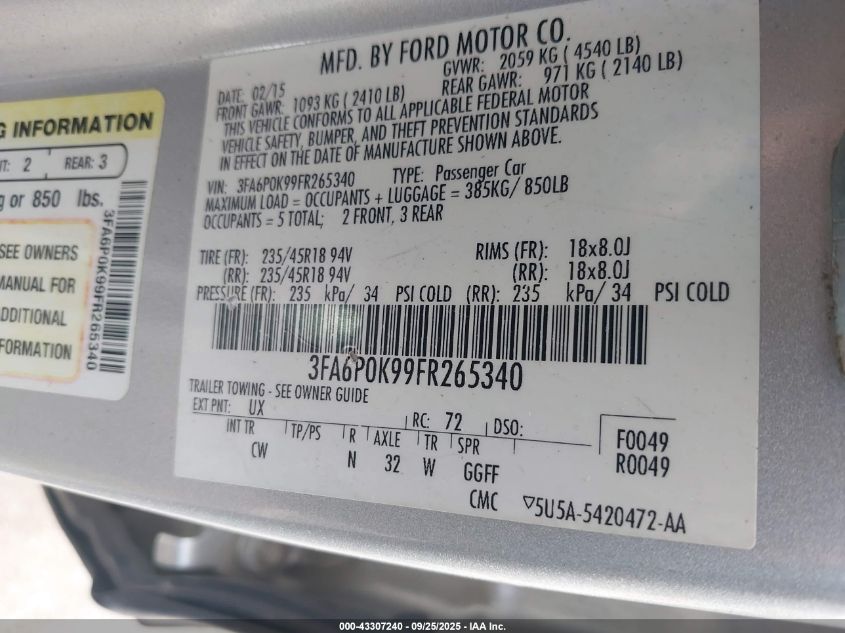 G INFORMATION
NT: 2 REAR: 3
g or 850 lbs.
SEE OWNERS
MANUAL FOR
ADDITIONAL
INFORMATION
3FA6P0K99FR265340
MFD. BY FORD MOTOR CO.
DATE: 02/15 GVWR: 2059 KG ( 4540 LB)
FRONT GAWR: 1093 KG ( 2410 LB) REAR GAWR: 971 KG ( 2140 LB)
THIS VEHICLE CONFORMS TO ALL APPLICABLE FEDERAL MOTOR
VEHICLE SAFETY, BUMPER, AND THEFT PREVENTION STANDARDS
IN EFFECT ON THE DATE OF MANUFACTURE SHOWN ABOVE.
VIN: 3FA6P0K99FR265340 TYPE: Passenger Car
MAXIMUM LOAD = OCCUPANTS + LUGGAGE = 385KG/ 850LB
OCCUPANTS = 5 TOTAL; 2 FRONT, 3 REAR
TIRE (FR): 235/45R18 94V RIMS (FR): 18x8.0J
(RR): 235/45R18 94V (RR): 18x8.0J
PRESSURE (FR): 235 kPa/ 34 PSI COLD (RR): 235 kPa/ 34 PSI COLD
3FA6P0K99FR265340
TRAILER TOWING - SEE OWNER GUIDE
EXT PNT: UX RC: 72 DSO:
INT TR TP/PS R AXLE TR SPR F0049
CW N 32 W GGFF R0049
CMC ▽5U5A-5420472-AA
000-43307240 - 09/25/2025 - IAA Inc.